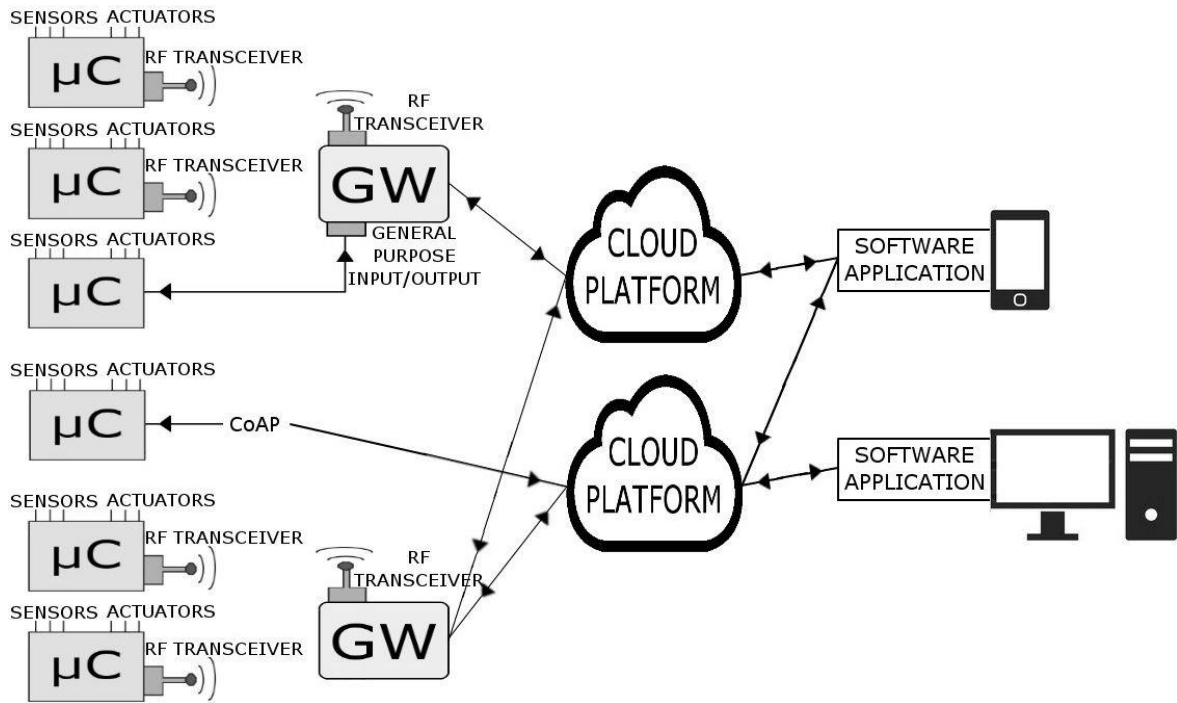 SENSORS ACTUATORS
µC
RF TRANSCEIVER
SENSORS ACTUATORS
µC
RF TRANSCEIVER
SENSORS ACTUATORS
µC
SENSORS ACTUATORS
µC
CoAP
SENSORS ACTUATORS
µC
RF TRANSCEIVER
SENSORS ACTUATORS
µC
RF TRANSCEIVER
RF
TRANSCEIVER
GW
GENERAL
PURPOSE
INPUT/OUTPUT
RF
TRANSCEIVER
GW
CLOUD
PLATFORM
CLOUD
PLATFORM
SOFTWARE
APPLICATION
SOFTWARE
APPLICATION